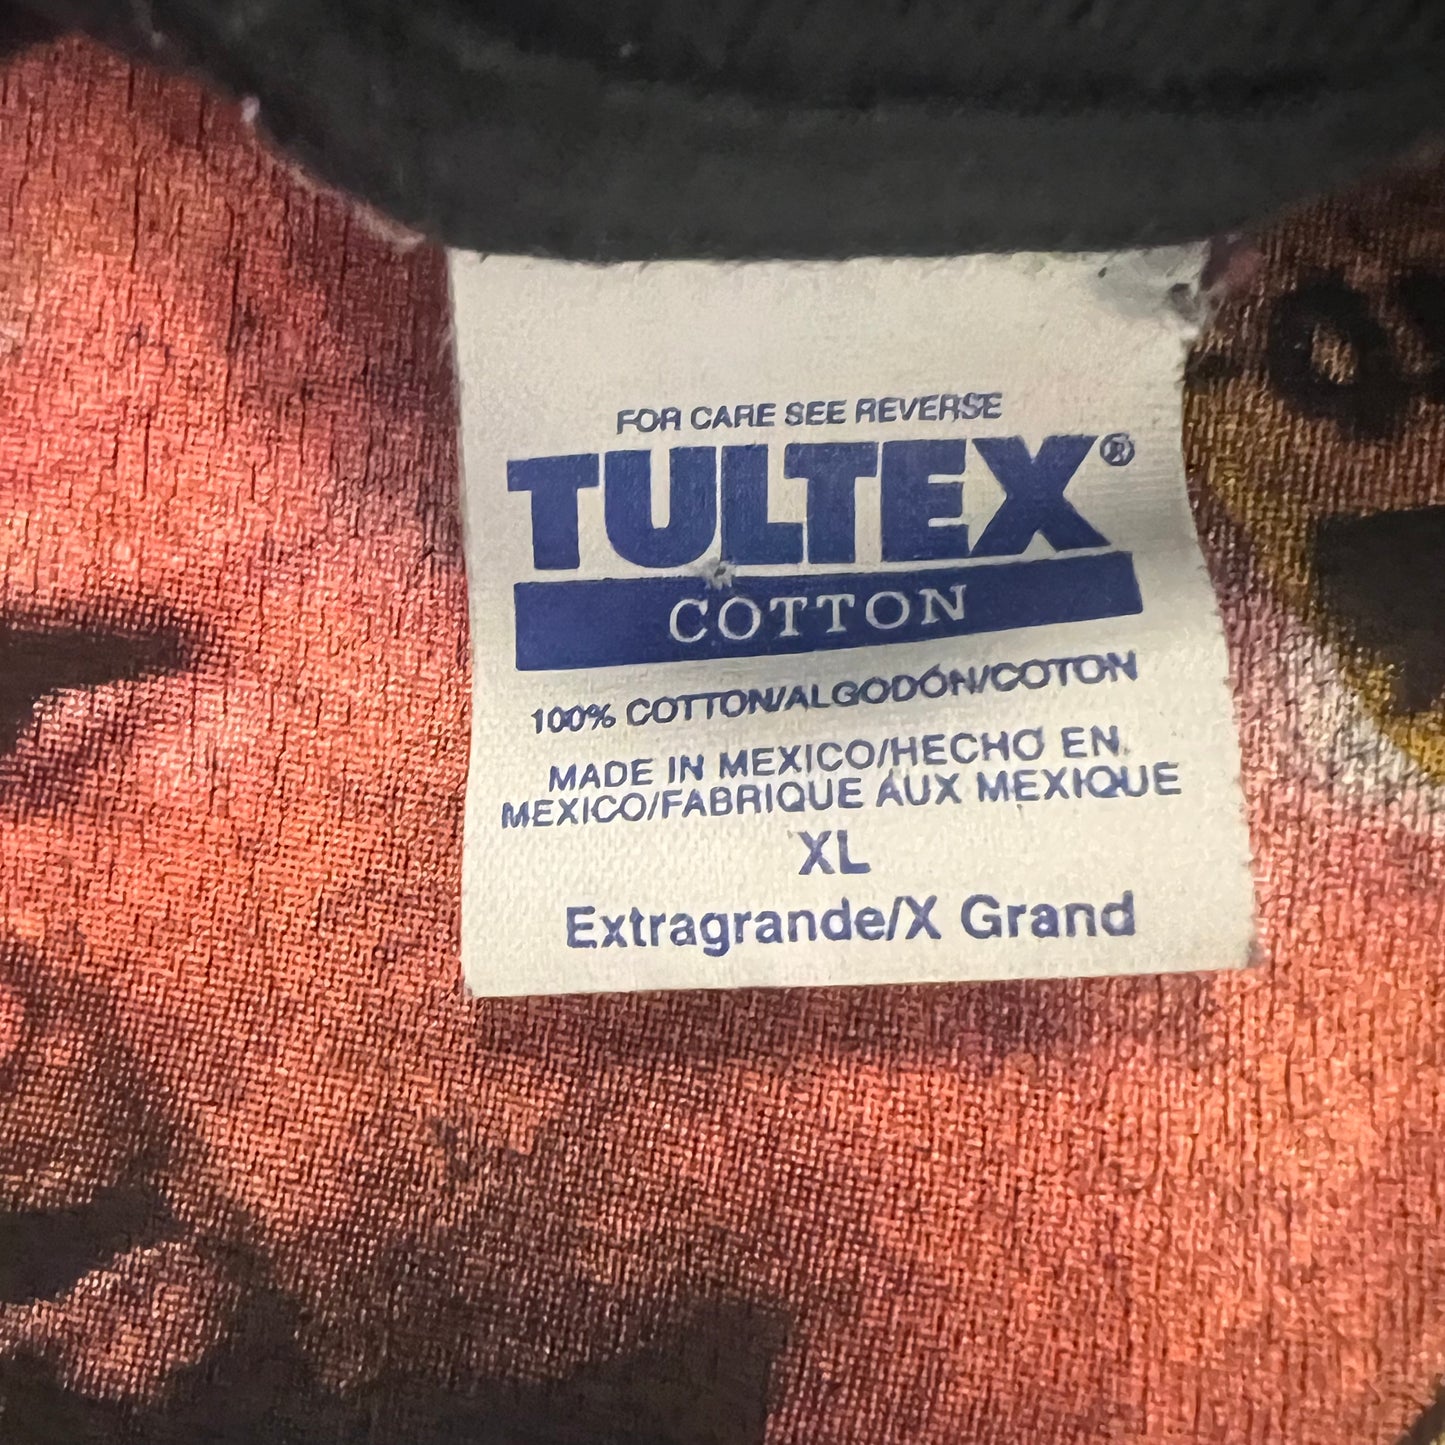 FOR CARE SEE REVERSE
TULTEX®
COTTON
100% COTTON/ALGODÓN/COTON
MADE IN MEXICO/HECHO EN
MEXICO/FABRIQUE AUX MEXIQUE
XL
Extragrande/X Grand